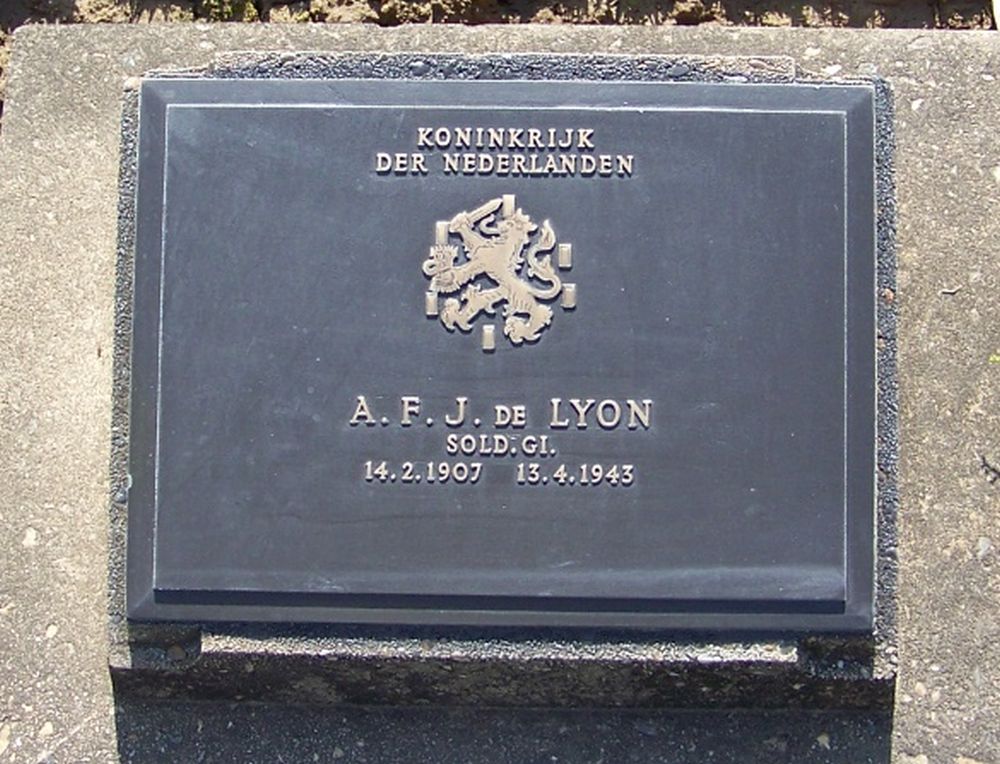 KONINKRIJK
DER NEDERLANDEN
A. F. J. DE LYON
SOLD. GI.
14.2.1907 13.4.1943